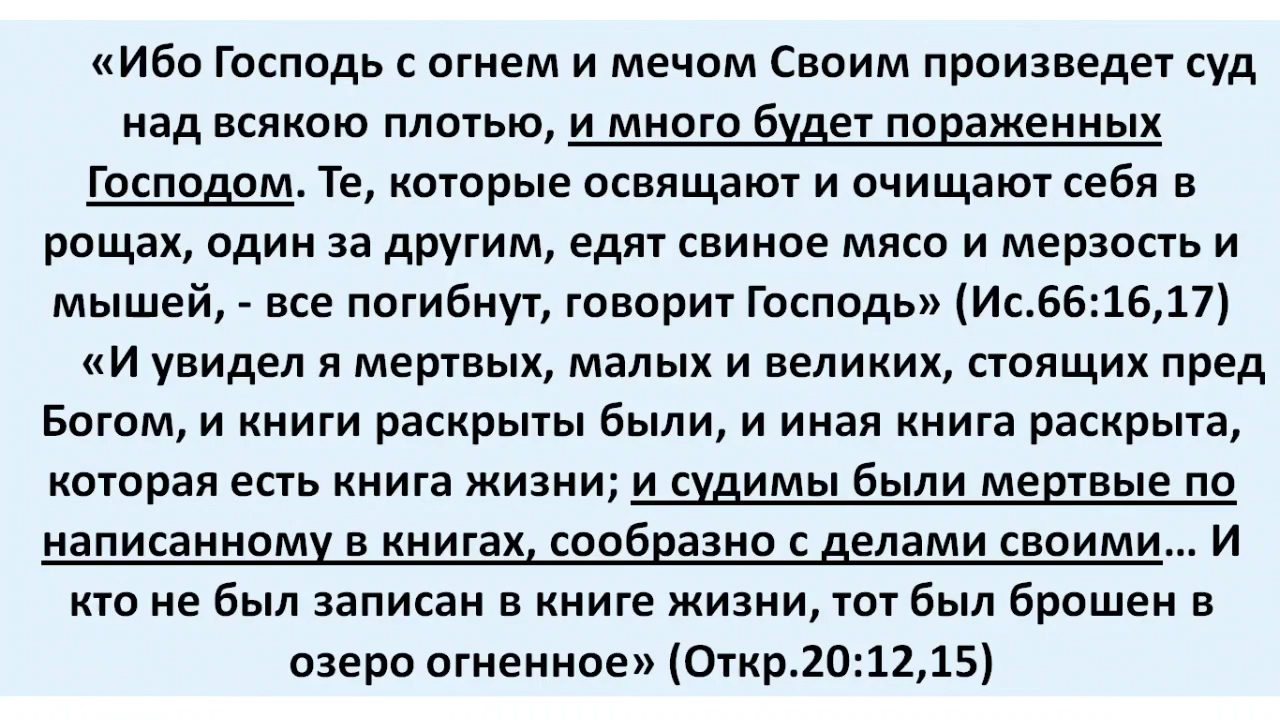 «Ибо Господь с огнем и мечом Своим произведет суд
над всякою плотью, и много будет пораженных
Господом. Те, которые освящают и очищают себя в
рощах, один за другим, едят свиное мясо и мерзость и
мышей, - все погибнут, говорит Господь» (Ис.66:16,17)
«И увидел я мертвых, малых и великих, стоящих пред
Богом, и книги раскрыты были, и иная книга раскрыта,
которая есть книга жизни; и судимы были мертвые по
написанному в книгах, сообразно с делами своими... И
кто не был записан в книге жизни, тот был брошен в
озеро огненное» (Откр.20:12,15)